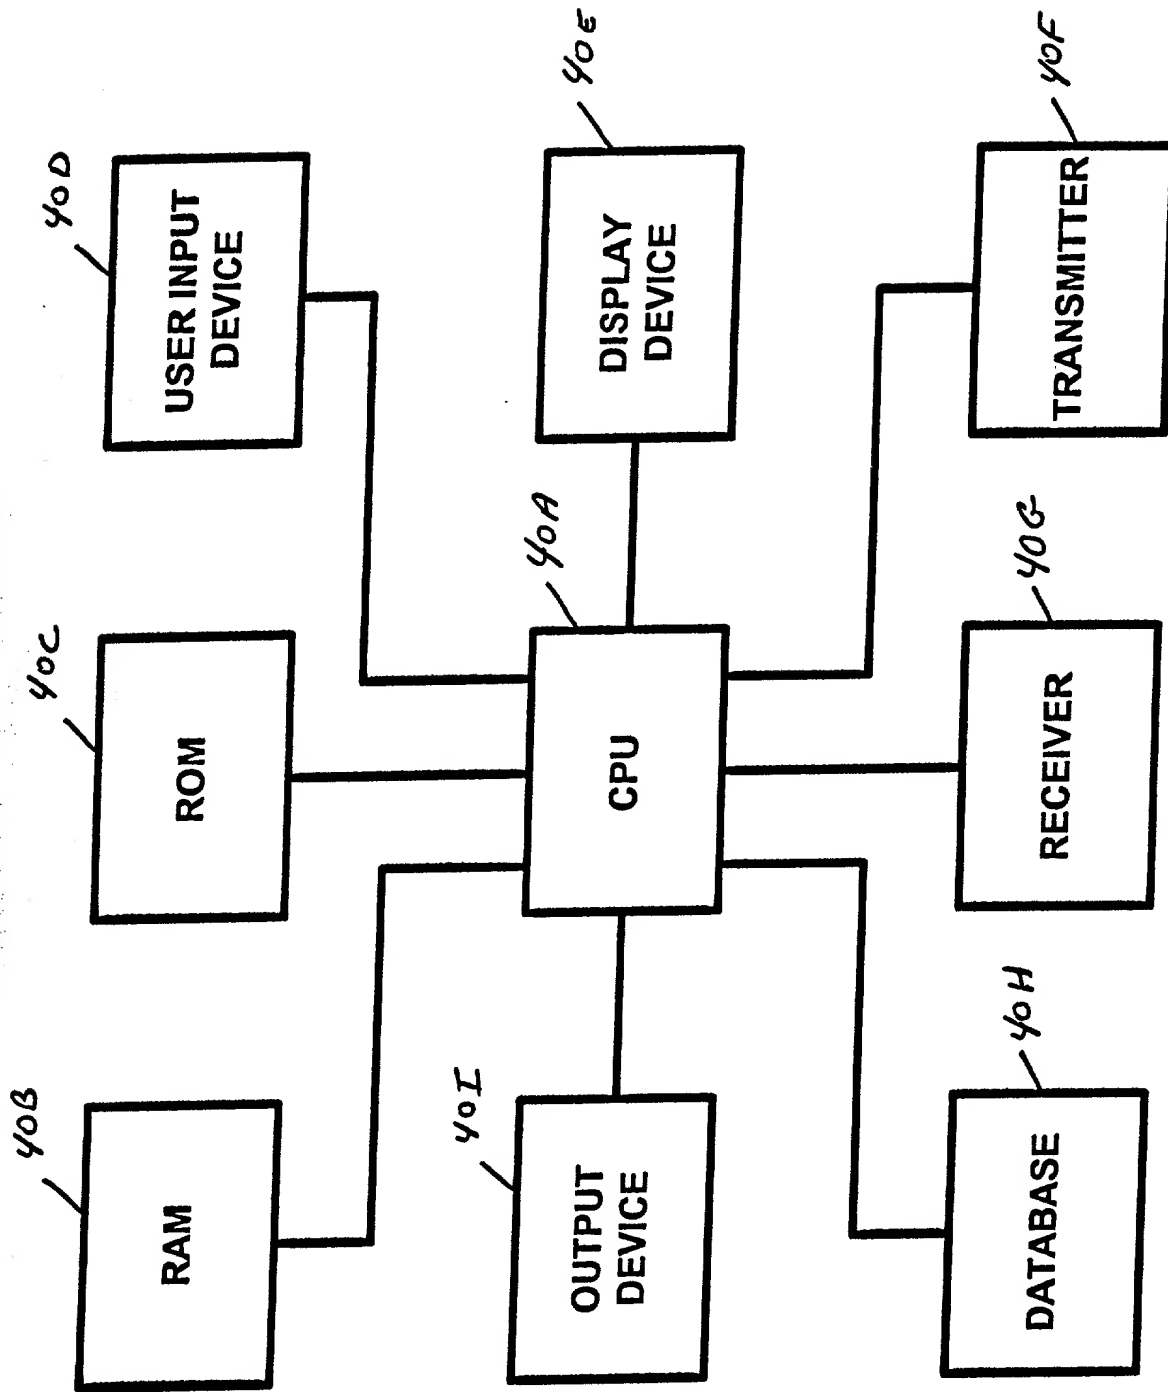 40B
40C
40D
RAM
ROM
USER INPUT
DEVICE
40I
40A
40E
OUTPUT
DEVICE
CPU
DISPLAY
DEVICE
40H
40G
40F
DATABASE
RECEIVER
TRANSMITTER